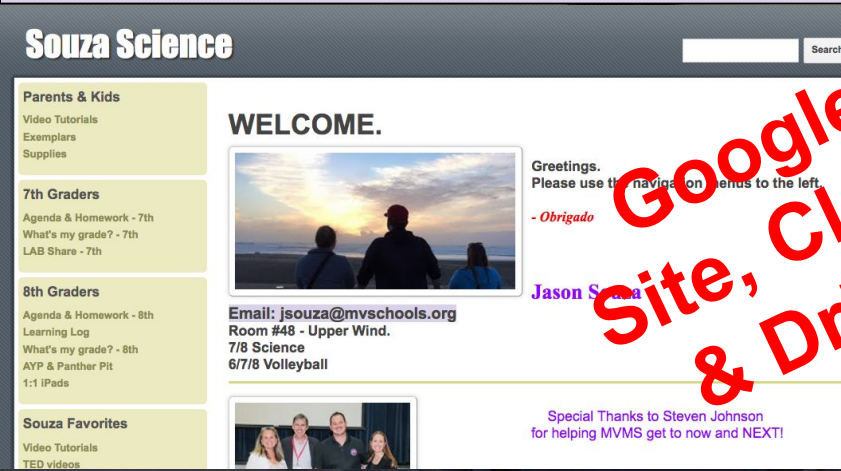 Souza Science
Search
Parents & Kids
Video Tutorials
Exemplars
Supplies
7th Graders
Agenda & Homework - 7th
What's my grade? - 7th
LAB Share - 7th
8th Graders
Agenda & Homework - 8th
Learning Log
What's my grade? - 8th
AYP & Panther Pit
1:1 iPads
Souza Favorites
Video Tutorials
TED videos
WELCOME.
Greetings.
Please use the navigation menus to the left.
- Obrigado
Jason Souza
Email: jsouza@mvschools.org
Room #48 - Upper Wind.
7/8 Science
6/7/8 Volleyball
Special Thanks to Steven Johnson
for helping MVMS get to now and NEXT!
Google
Site,
&